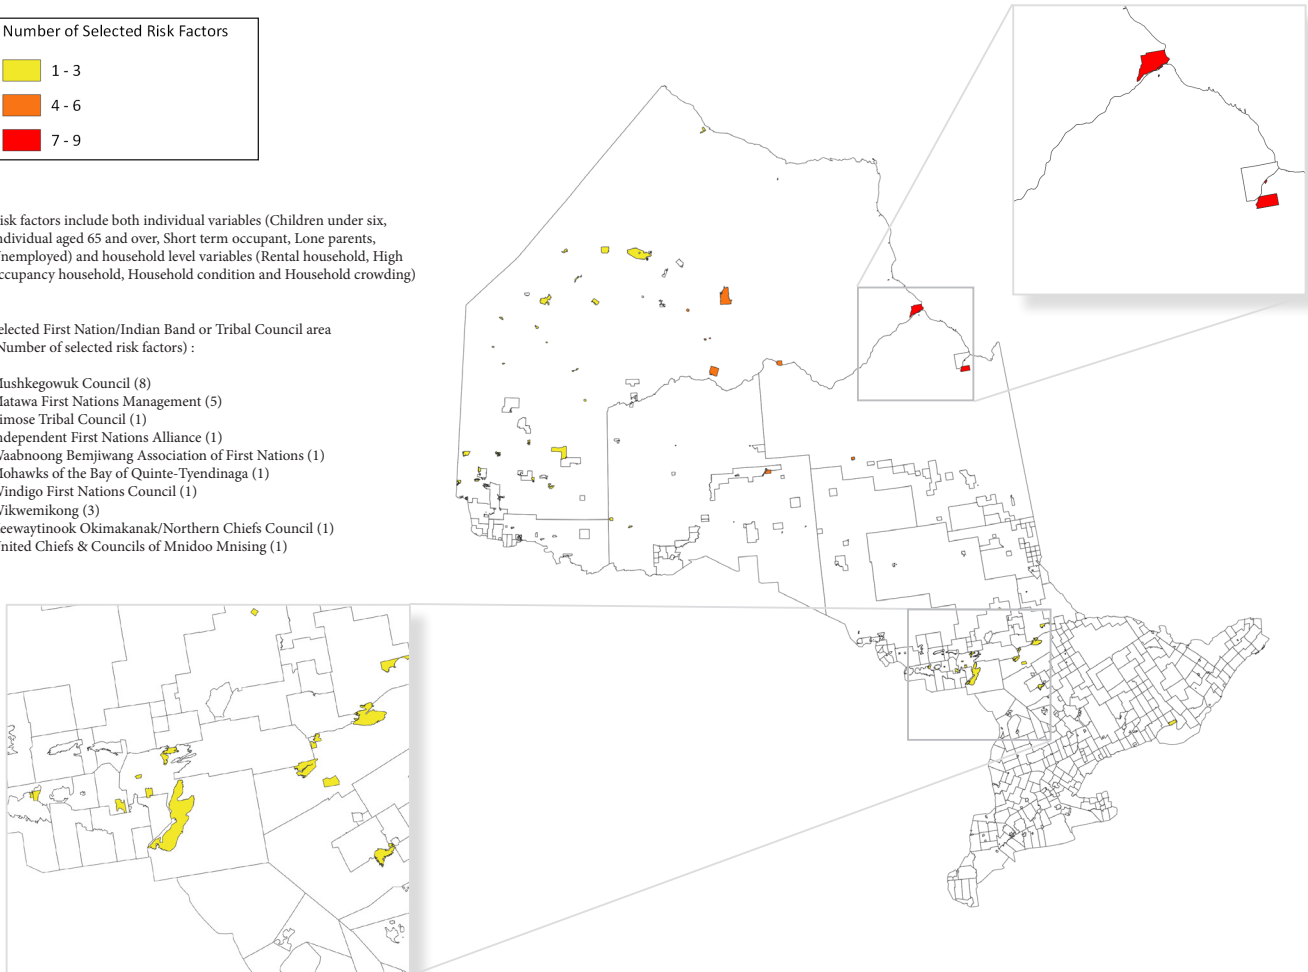 Number of Selected Risk Factors
1 - 3
4 - 6
7 - 9
isk factors include both individual variables (Children under six,
ndividual aged 65 and over, Short term occupant, Lone parents,
nemployed) and household level variables (Rental household, High
ccupancy household, Household condition and Household crowding)
elected First Nation/Indian Band or Tribal Council area
Number of selected risk factors) :
ushkegowuk Council (8)
atawa First Nations Management (5)
imose Tribal Council (1)
ndependent First Nations Alliance (1)
aabnoong Bemjiwang Association of First Nations (1)
ohawks of the Bay of Quinte-Tyendinaga (1)
indigo First Nations Council (1)
ikwemikong (3)
eewaytinook Okimakanak/Northern Chiefs Council (1)
nited Chiefs & Councils of Mnidoo Mnising (1)